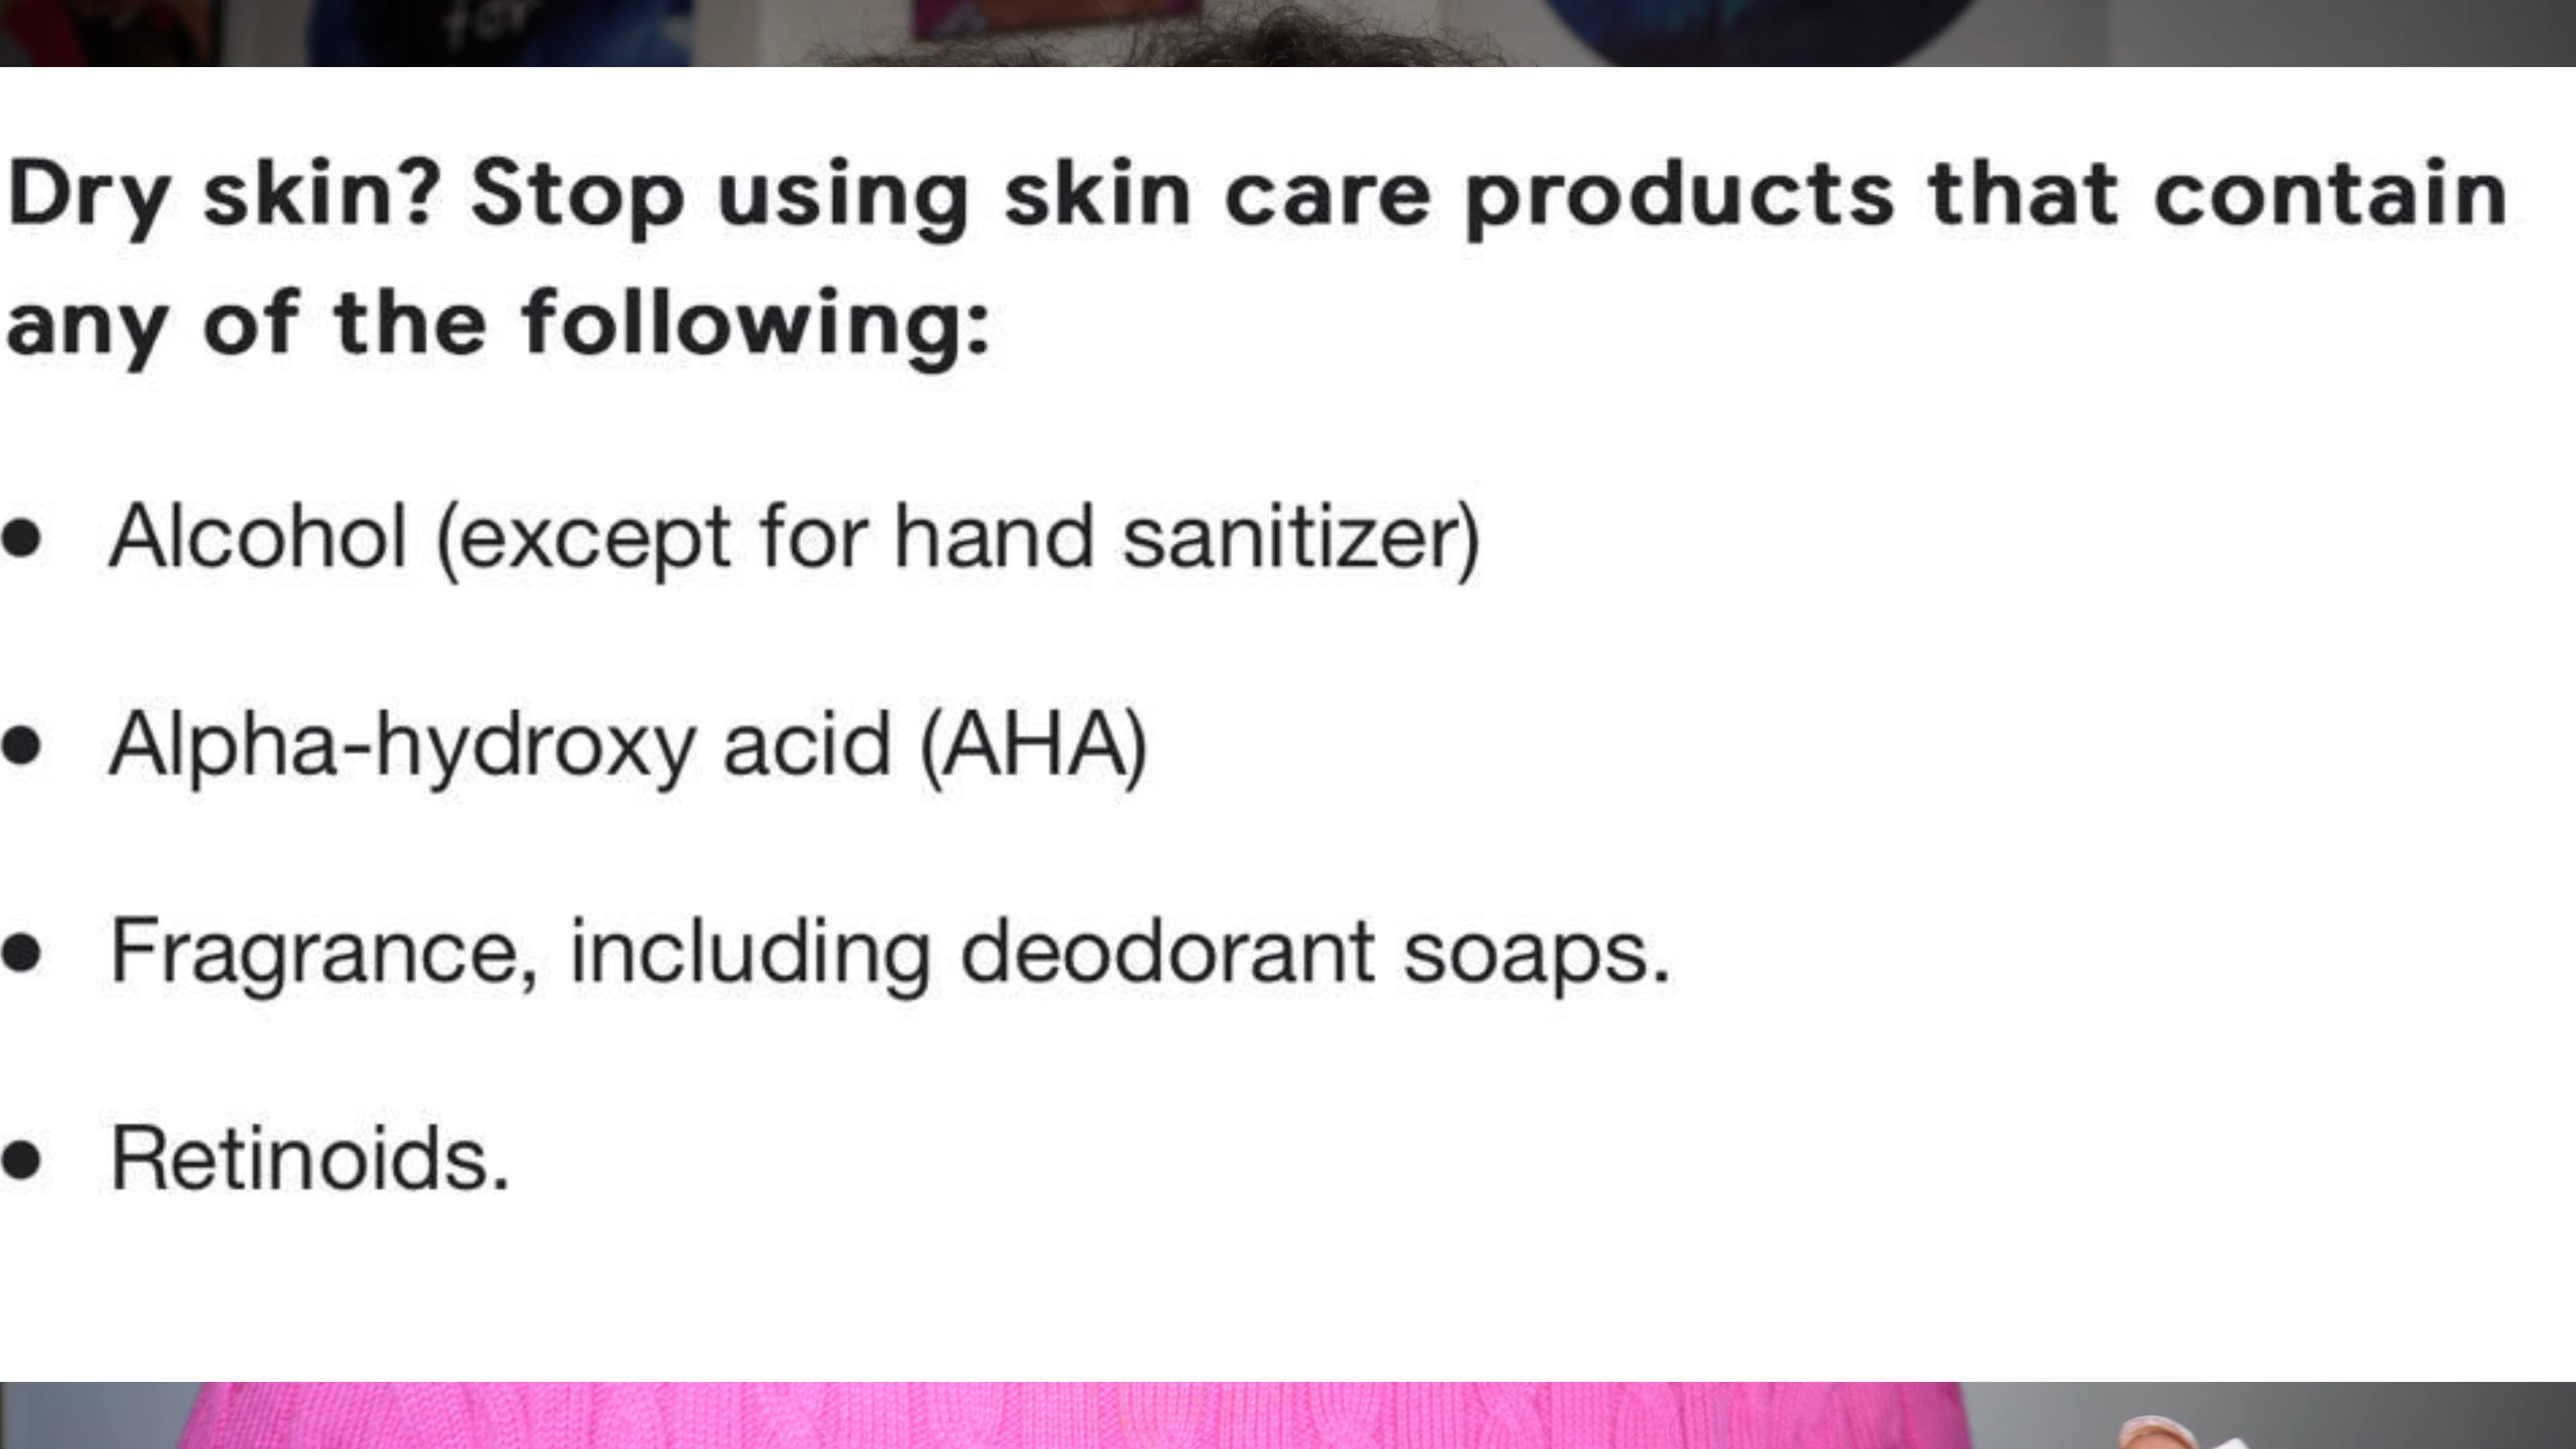 for
Dry skin? Stop using skin care products that contain
any of the following:
• Alcohol (except for hand sanitizer)
• Alpha-hydroxy acid (AHA)
• Fragrance, including deodorant soaps.
• Retinoids.